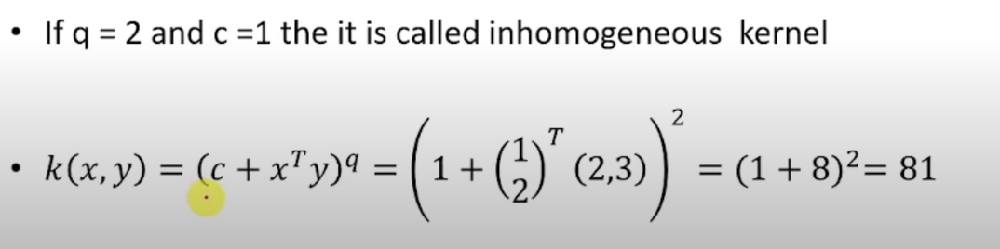 • If q = 2 and c =1 the it is called inhomogeneous kernel
• k(x, y) = (c + xᵀy)^q = (1 + (1 2)ᵀ (2,3))² = (1 + 8)²= 81